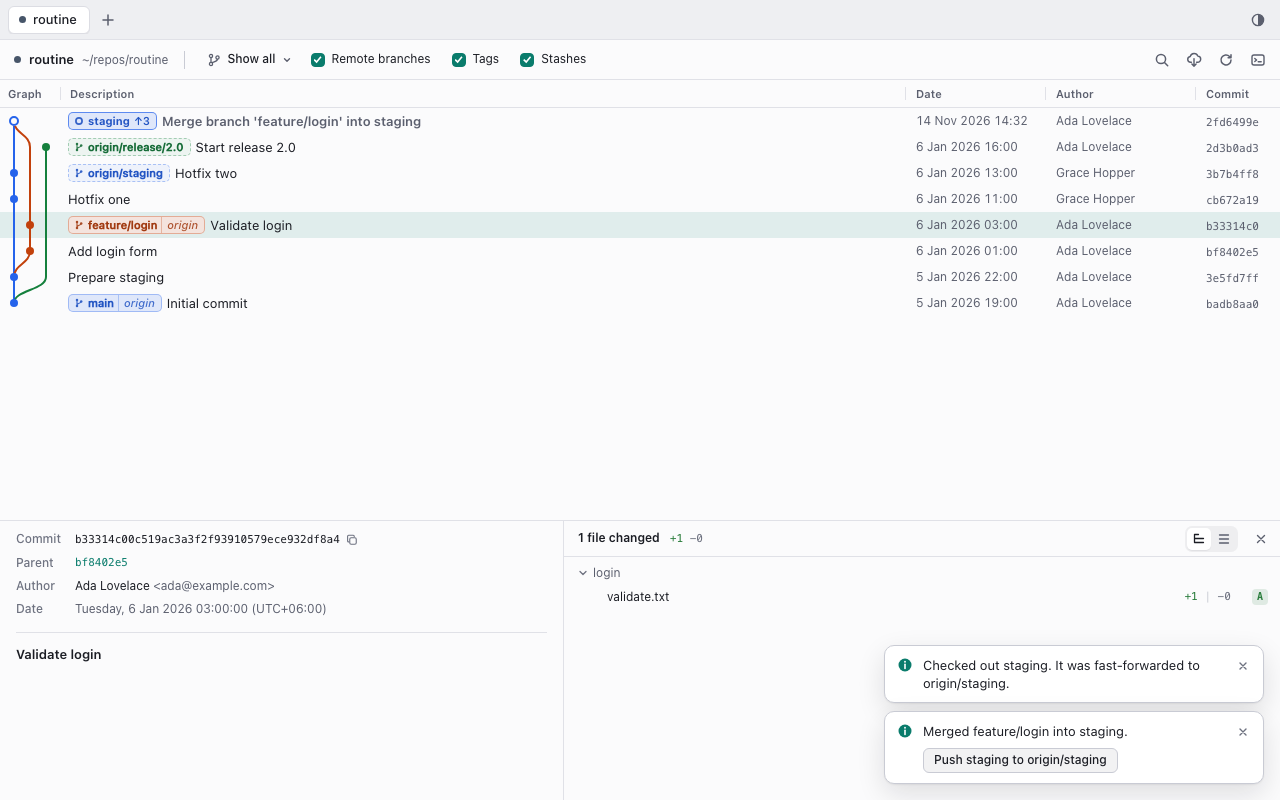 routine
routine ~/repos/routine Show all Remote branches Tags Stashes
Graph Description Date Author Commit
staging ↑3 Merge branch 'feature/login' into staging 14 Nov 2026 14:32 Ada Lovelace 2fd6499e
origin/release/2.0 Start release 2.0 6 Jan 2026 16:00 Ada Lovelace 2d3b0ad3
origin/staging Hotfix two 6 Jan 2026 13:00 Grace Hopper 3b7b4ff8
Hotfix one 6 Jan 2026 11:00 Grace Hopper cb672a19
feature/login origin Validate login 6 Jan 2026 03:00 Ada Lovelace b33314c0
Add login form 6 Jan 2026 01:00 Ada Lovelace bf8402e5
Prepare staging 5 Jan 2026 22:00 Ada Lovelace 3e5fd7ff
main origin Initial commit 5 Jan 2026 19:00 Ada Lovelace badb8aa0
Commit b33314c00c519ac3a3f2f93910579ece932df8a4
Parent bf8402e5
Author Ada Lovelace <ada@example.com>
Date Tuesday, 6 Jan 2026 03:00:00 (UTC+06:00)
Validate login
1 file changed +1 −0
login
validate.txt +1 | −0 A
Checked out staging. It was fast-forwarded to
origin/staging.
Merged feature/login into staging.
Push staging to origin/staging